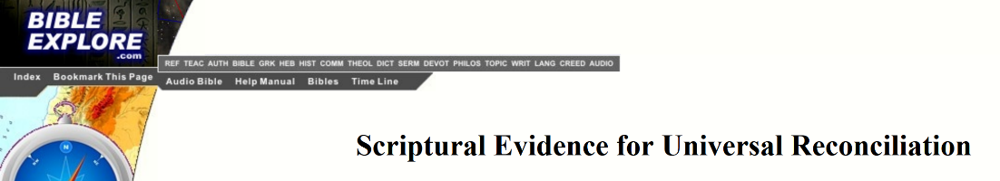 BIBLE
EXPLORE
.com
REF TEAC AUTH BIBLE GRK HEB HIST COMM THEOL DICT SERM DEVOT PHILOS TOPIC WRIT LANG CREED AUDIO
Index Bookmark This Page Audio Bible Help Manual Bibles Time Line
N
Scriptural Evidence for Universal Reconciliation